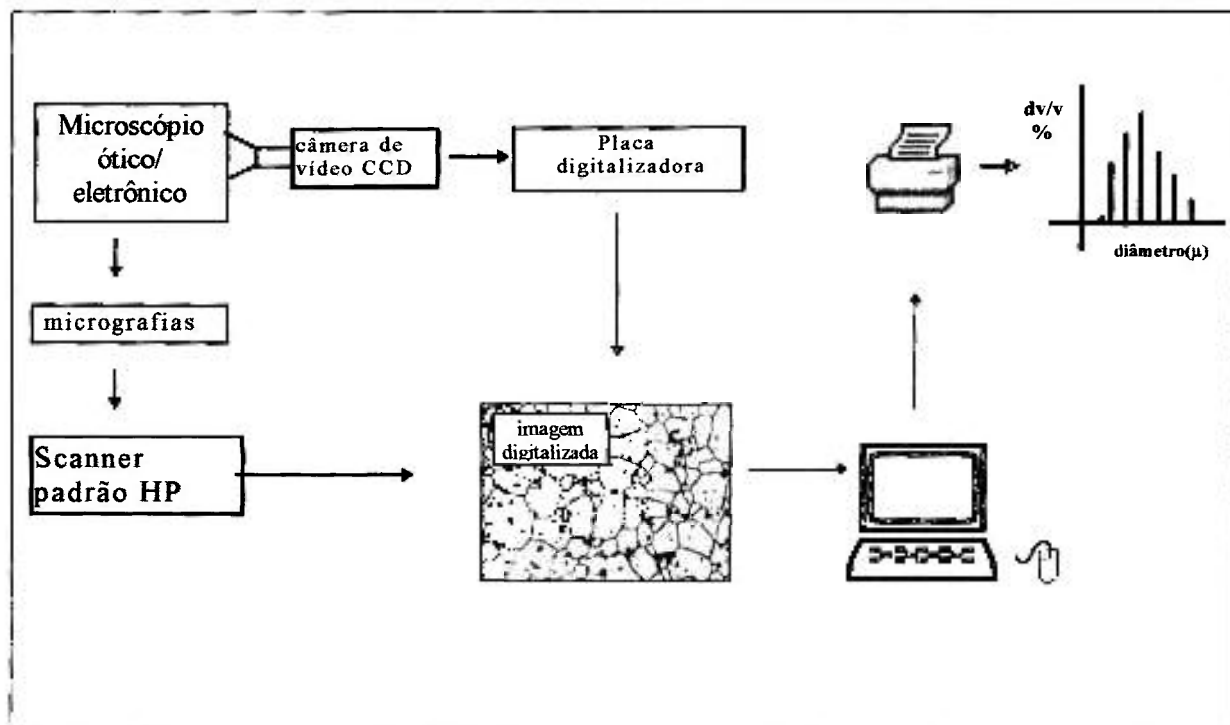 Microscópio
ótico/
eletrônico
câmera de
vídeo CCD
Placa
digitalizadora
dv/v
%
diâmetro(μ)
micrografias
Scanner
padrão HP
imagem
digitalizada